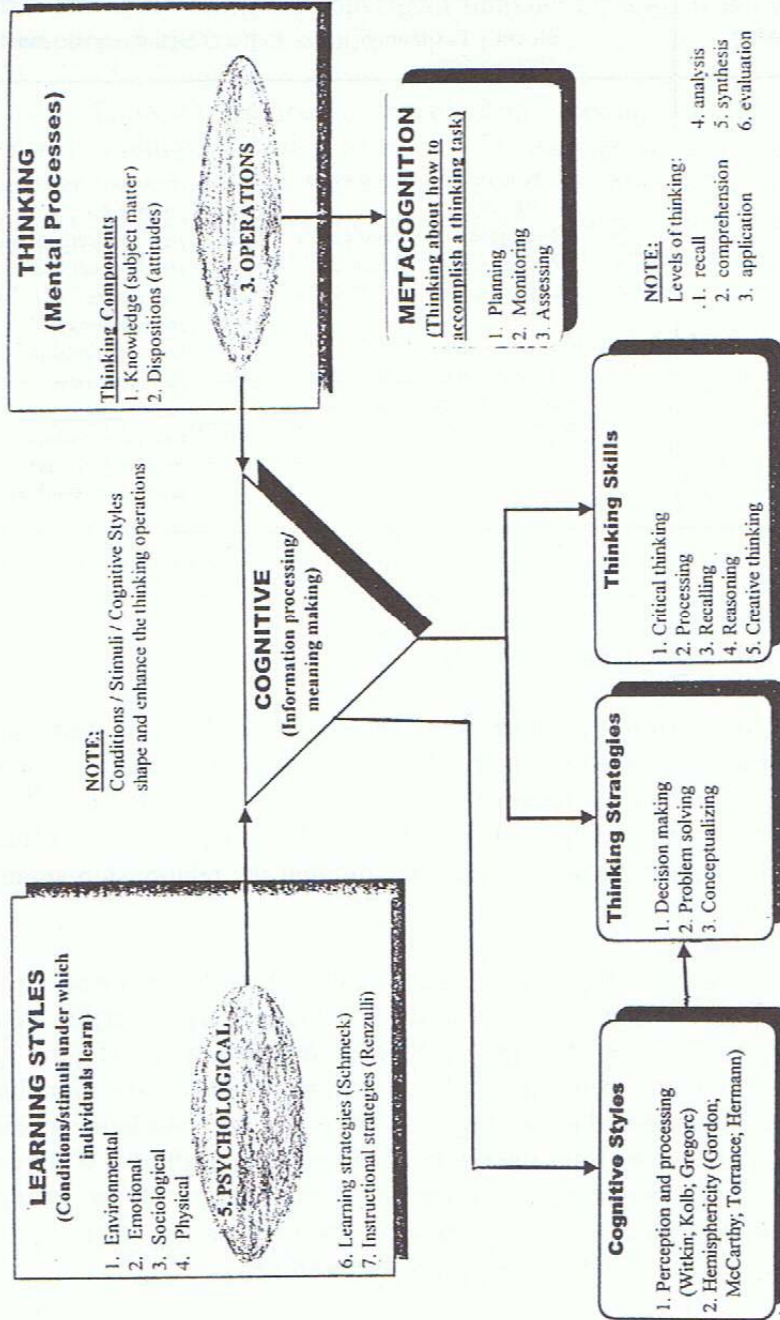 LEARNING STYLES
(Conditions/stimuli under which
individuals learn)
1. Environmental
2. Emotional
3. Sociological
4. Physical
5. PSYCHOLOGICAL
6. Learning strategies (Schmeck)
7. Instructional strategies (Renzulli)
NOTE:
Conditions / Stimuli / Cognitive Styles
shape and enhance the thinking operations
COGNITIVE
(Information processing/
meaning making)
THINKING
(Mental Processes)
Thinking Components
1. Knowledge (subject matter)
2. Dispositions (attitudes)
3. OPERATIONS
METACOGNITION
(Thinking about how to
accomplish a thinking task)
1. Planning
2. Monitoring
3. Assessing
Cognitive Styles
1. Perception and processing
(Witkin; Kolb; Gregorc)
2. Hemisphericity (Gordon;
McCarthy; Torrance; Hermann)
Thinking Strategies
1. Decision making
2. Problem solving
3. Conceptualizing
Thinking Skills
1. Critical thinking
2. Processing
3. Recalling
4. Reasoning
5. Creative thinking
NOTE:
Levels of thinking:
1. recall
2. comprehension
3. application
4. analysis
5. synthesis
6. evaluation